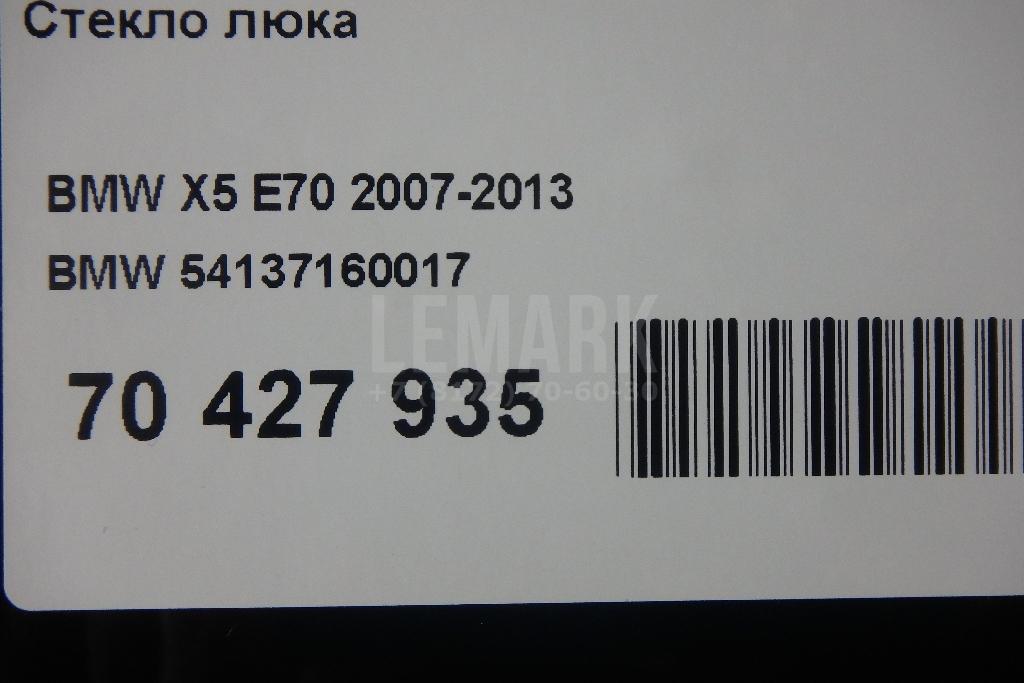 Стекло люка
BMW X5 E70 2007-2013
BMW 54137160017
LEMARK
70 427 935